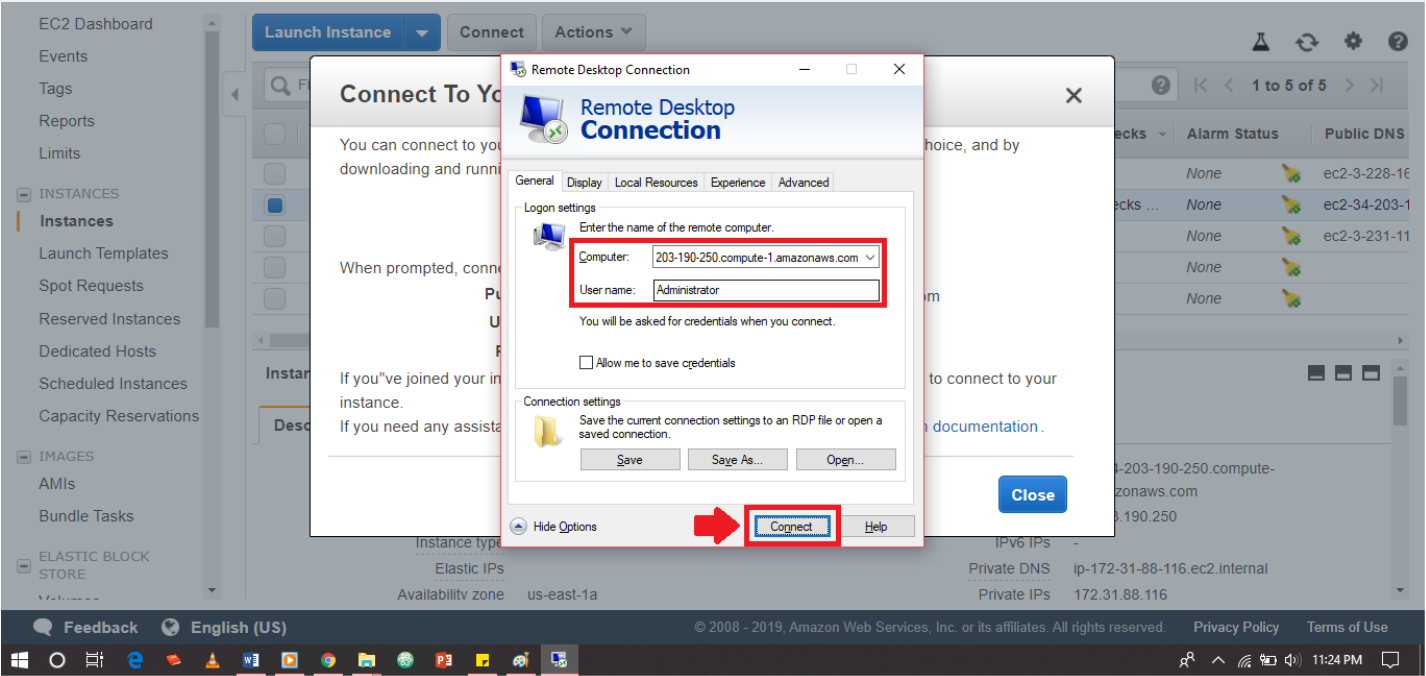 EC2 Dashboard
Events
Tags
Reports
Limits
INSTANCES
Instances
Launch Templates
Spot Requests
Reserved Instances
Dedicated Hosts
Scheduled Instances
Capacity Reservations
IMAGES
AMIs
Bundle Tasks
ELASTIC BLOCK
STORE
Launch Instance Connect Actions
1 to 5 of 5
Alarm Status Public DNS
None ec2-3-228-16
None ec2-34-203-1
None ec2-3-231-11
None
None
Connect To
You can connect to
hoice, and by
downloading and
When prompted,
If you"ve joined your
to connect to your
instance.
If you need any
documentation.
Close
Remote Desktop Connection
Remote Desktop
Connection
General Display Local Resources Experience Advanced
Logon settings
Enter the name of the remote computer.
Computer: 203-190-250.compute-1.amazonaws.com
User name: Administrator
You will be asked for credentials when you connect.
Allow me to save credentials
Connection settings
Save the current connection settings to an RDP file or open a
saved connection.
Save Save As... Open...
Hide Options Connect Help
-203-190-250.compute-
zonaws.com
.190.250
Instance type IPv6 IPs -
Elastic IPs Private DNS ip-172-31-88-116.ec2.internal
Availability zone us-east-1a Private IPs 172.31.88.116
Feedback English (US) © 2008 - 2019, Amazon Web Services, Inc. or its affiliates. All rights reserved. Privacy Policy Terms of Use
11:24 PM